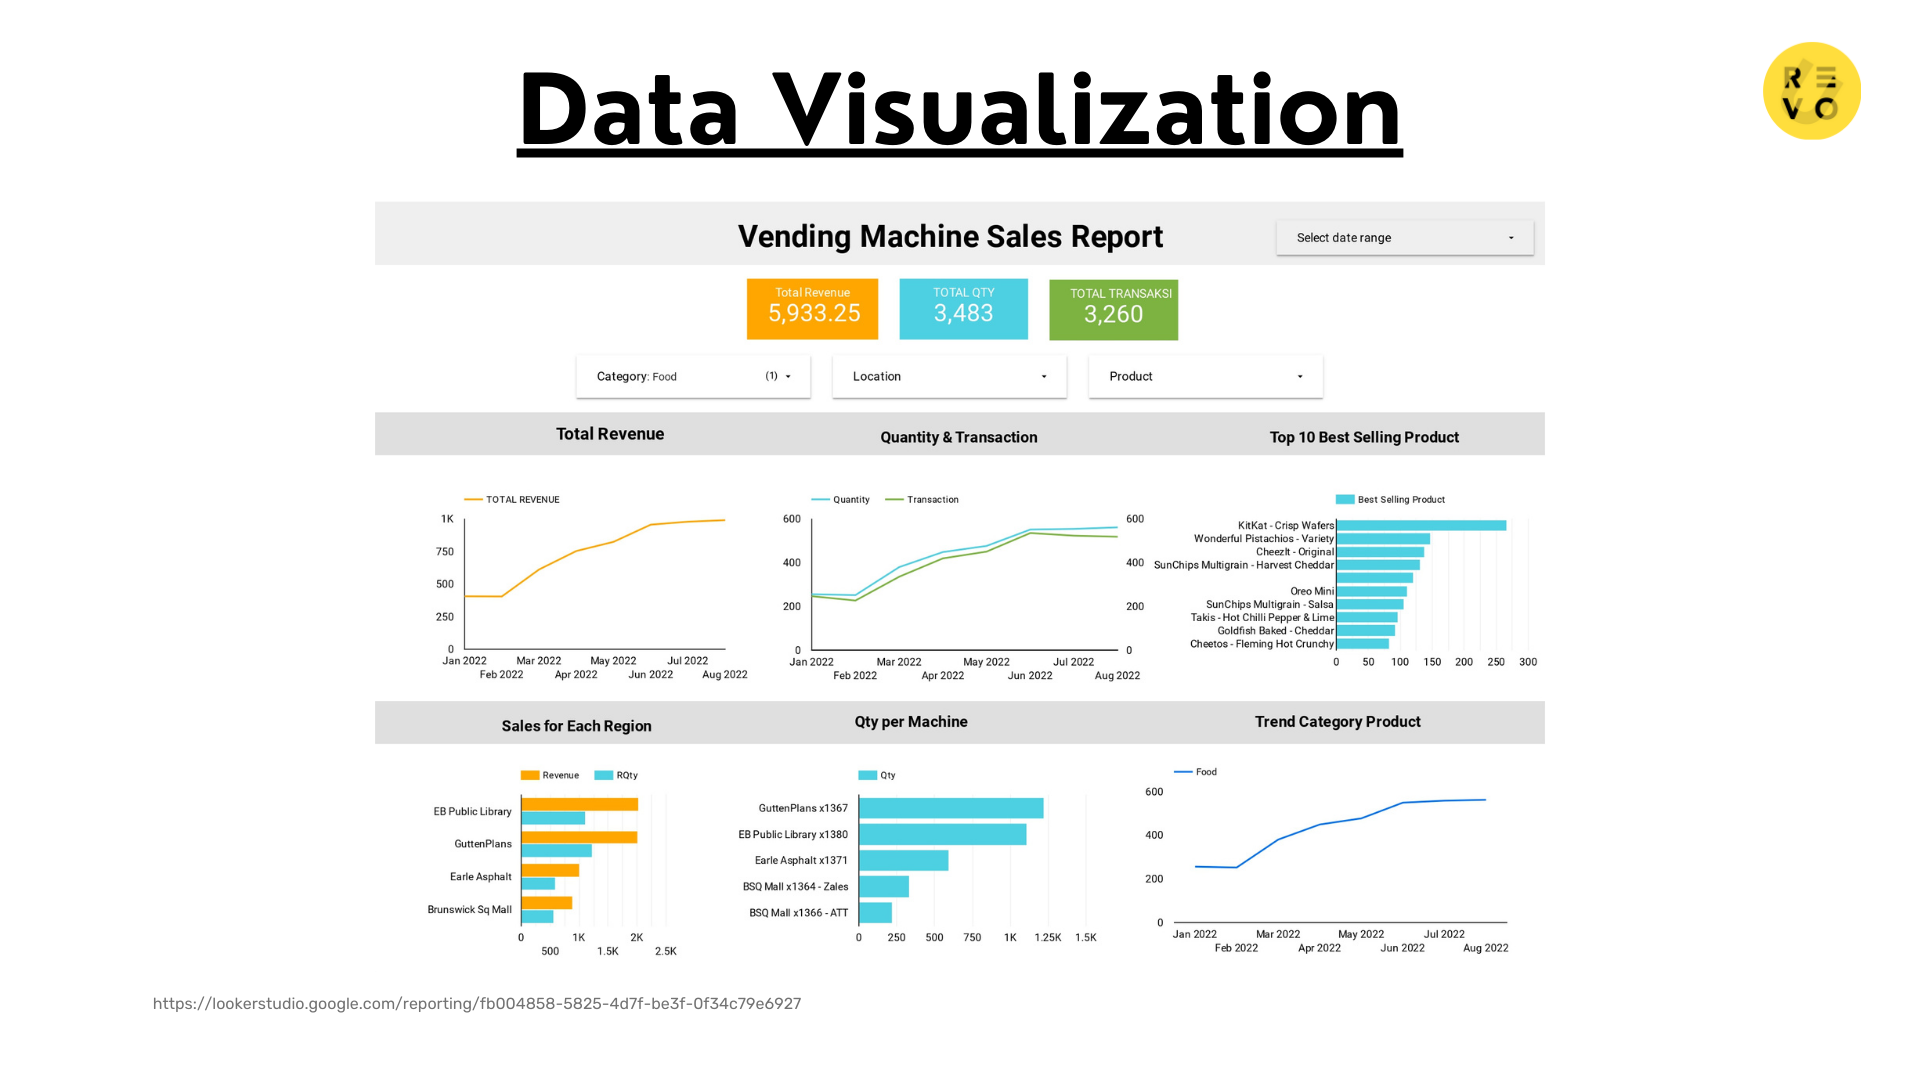 Data Visualization
R E
V O
Vending Machine Sales Report
Select date range
Total Revenue
5,933.25
TOTAL QTY
3,483
TOTAL TRANSAKSI
3,260
Category: Food (1)
Location
Product
Total Revenue
Quantity & Transaction
Top 10 Best Selling Product
TOTAL REVENUE
1K
750
500
250
0
Jan 2022 Mar 2022 May 2022 Jul 2022
Feb 2022 Apr 2022 Jun 2022 Aug 2022
Quantity Transaction
600 600
400 400
200 200
0 0
Jan 2022 Mar 2022 May 2022 Jul 2022
Feb 2022 Apr 2022 Jun 2022 Aug 2022
Best Selling Product
KitKat - Crisp Wafers
Wonderful Pistachios - Variety
CheezIt - Original
SunChips Multigrain - Harvest Cheddar
Oreo Mini
SunChips Multigrain - Salsa
Takis - Hot Chilli Pepper & Lime
Goldfish Baked - Cheddar
Cheetos - Fleming Hot Crunchy
0 50 100 150 200 250 300
Sales for Each Region
Qty per Machine
Trend Category Product
Revenue RQty
EB Public Library
GuttenPlans
Earle Asphalt
Brunswick Sq Mall
0 1K 2K
500 1.5K 2.5K
Qty
GuttenPlans x1367
EB Public Library x1380
Earle Asphalt x1371
BSQ Mall x1364 - Zales
BSQ Mall x1366 - ATT
0 250 500 750 1K 1.25K 1.5K
Food
600
400
200
0
Jan 2022 Mar 2022 May 2022 Jul 2022
Feb 2022 Apr 2022 Jun 2022 Aug 2022
https://lookerstudio.google.com/reporting/fb004858-5825-4d7f-be3f-0f34c79e6927